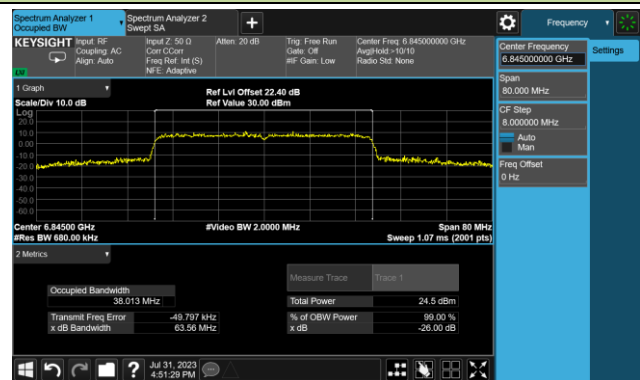 Spectrum Analyzer 1
Occupied BW
Spectrum Analyzer 2
Swept SA
Frequency
KEYSIGHT
Input: RF
Coupling: AC
Align: Auto
Input Z: 50 Ω
Corr CCorr
Freq Ref: Int (S)
NFE: Adaptive
Atten: 20 dB
Trig: Free Run
Gate: Off
#IF Gain: Low
Center Freq: 6.845000000 GHz
Avg|Hold:>10/10
Radio Std: None
Center Frequency
6.845000000 GHz
Settings
Span
80.000 MHz
CF Step
8.000000 MHz
Auto
Man
Freq Offset
0 Hz
1 Graph
Scale/Div 10.0 dB
Ref Lvl Offset 22.40 dB
Ref Value 30.00 dBm
Log
20.0
10.0
0.00
-10.0
-20.0
-30.0
-40.0
-50.0
-60.0
Center 6.84500 GHz
#Video BW 2.0000 MHz
Span 80 MHz
#Res BW 680.00 kHz
Sweep 1.07 ms (2001 pts)
2 Metrics
Measure Trace
Trace 1
Occupied Bandwidth
38.013 MHz
Total Power
24.5 dBm
Transmit Freq Error
-49.797 kHz
% of OBW Power
99.00 %
x dB Bandwidth
63.56 MHz
x dB
-26.00 dB
Jul 31, 2023
4:51:29 PM